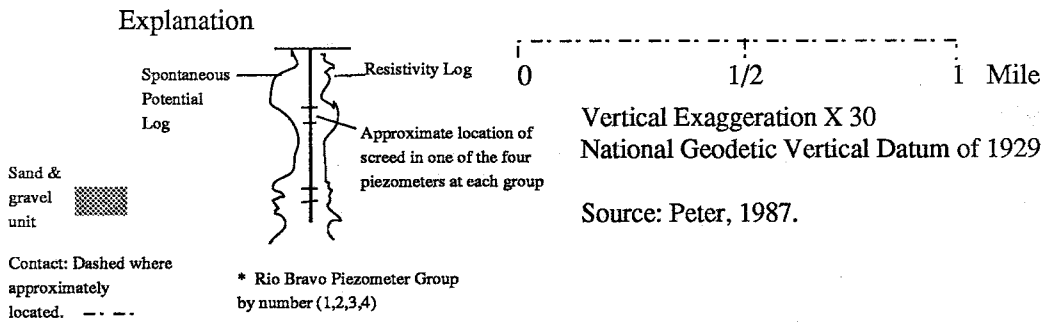 Explanation
Spontaneous
Potential
Log
Resistivity Log
Approximate location of
screed in one of the four
piezometers at each group
Sand &
gravel
unit
Contact: Dashed where
approximately
located.
* Rio Bravo Piezometer Group
by number (1,2,3,4)
0 1/2 1 Mile
Vertical Exaggeration X 30
National Geodetic Vertical Datum of 1929
Source: Peter, 1987.